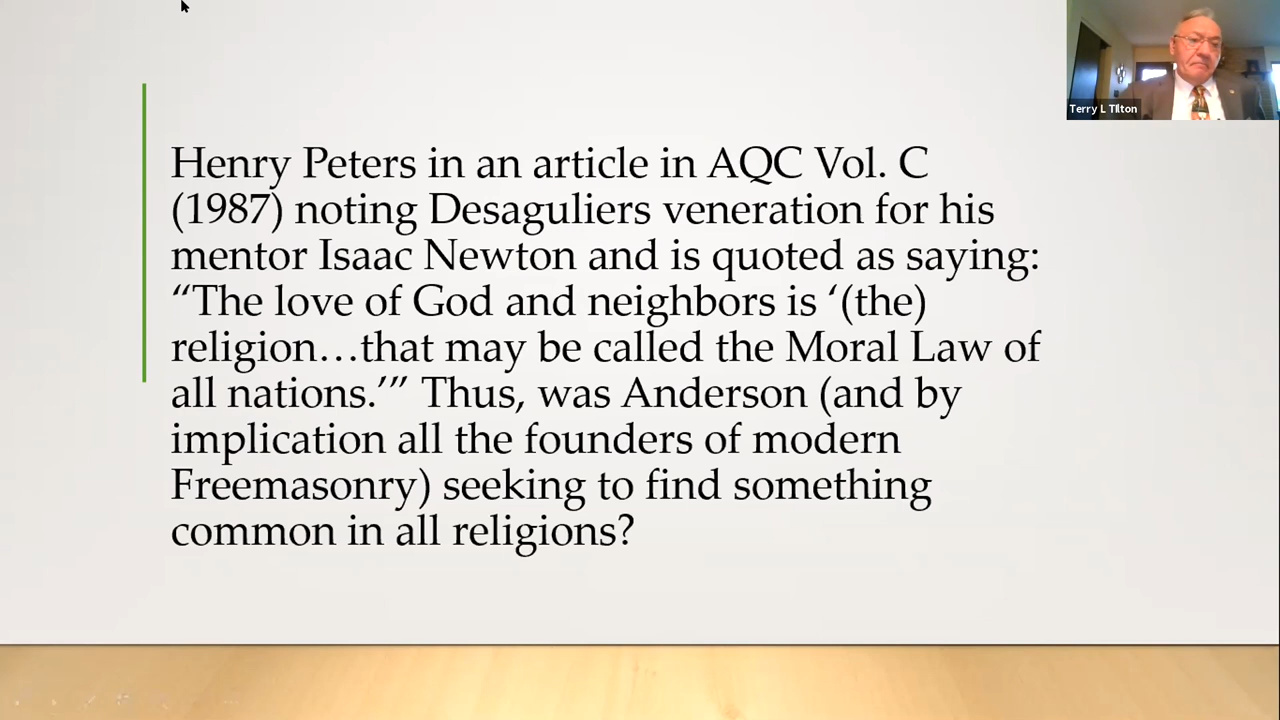 Henry Peters in an article in AQC Vol. C
(1987) noting Desaguliers veneration for his
mentor Isaac Newton and is quoted as saying:
“The love of God and neighbors is ‘(the)
religion…that may be called the Moral Law of
all nations.’” Thus, was Anderson (and by
implication all the founders of modern
Freemasonry) seeking to find something
common in all religions?
Terry L Tilton